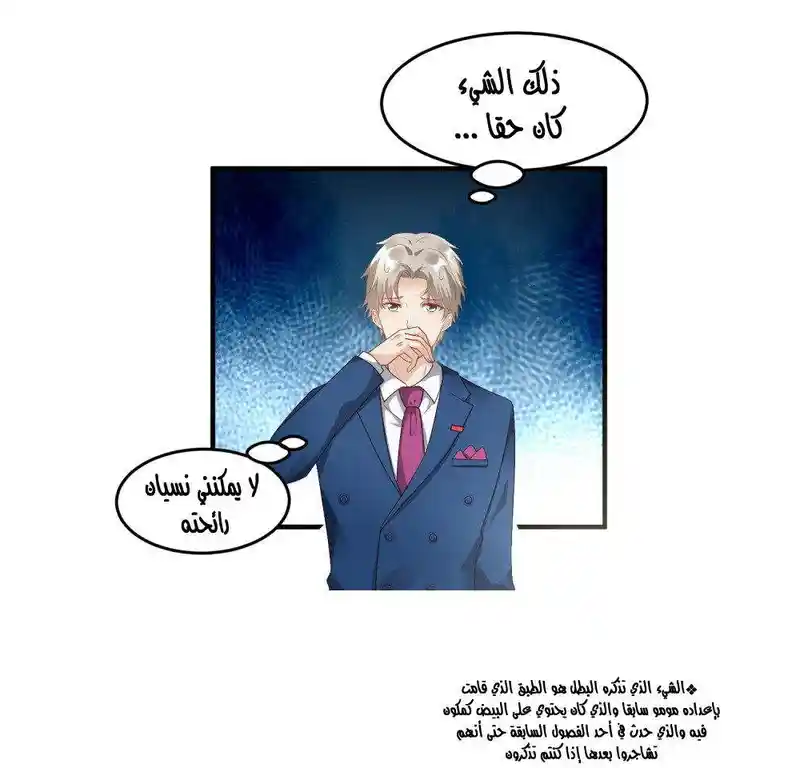 ذلك الشيء
كان حقا ...
لا يمكنني نسيان
رائحته
❖الشيء الذي تذكره البطل هو الطبق الذي قامت
بإعداده مومو سابقا والذي كان يحتوي على البيض كمكون
فيه والذي حدث في أحد الفصول السابقة حتى أنهم
تشاجروا بعدها إذا كنتم تذكرون